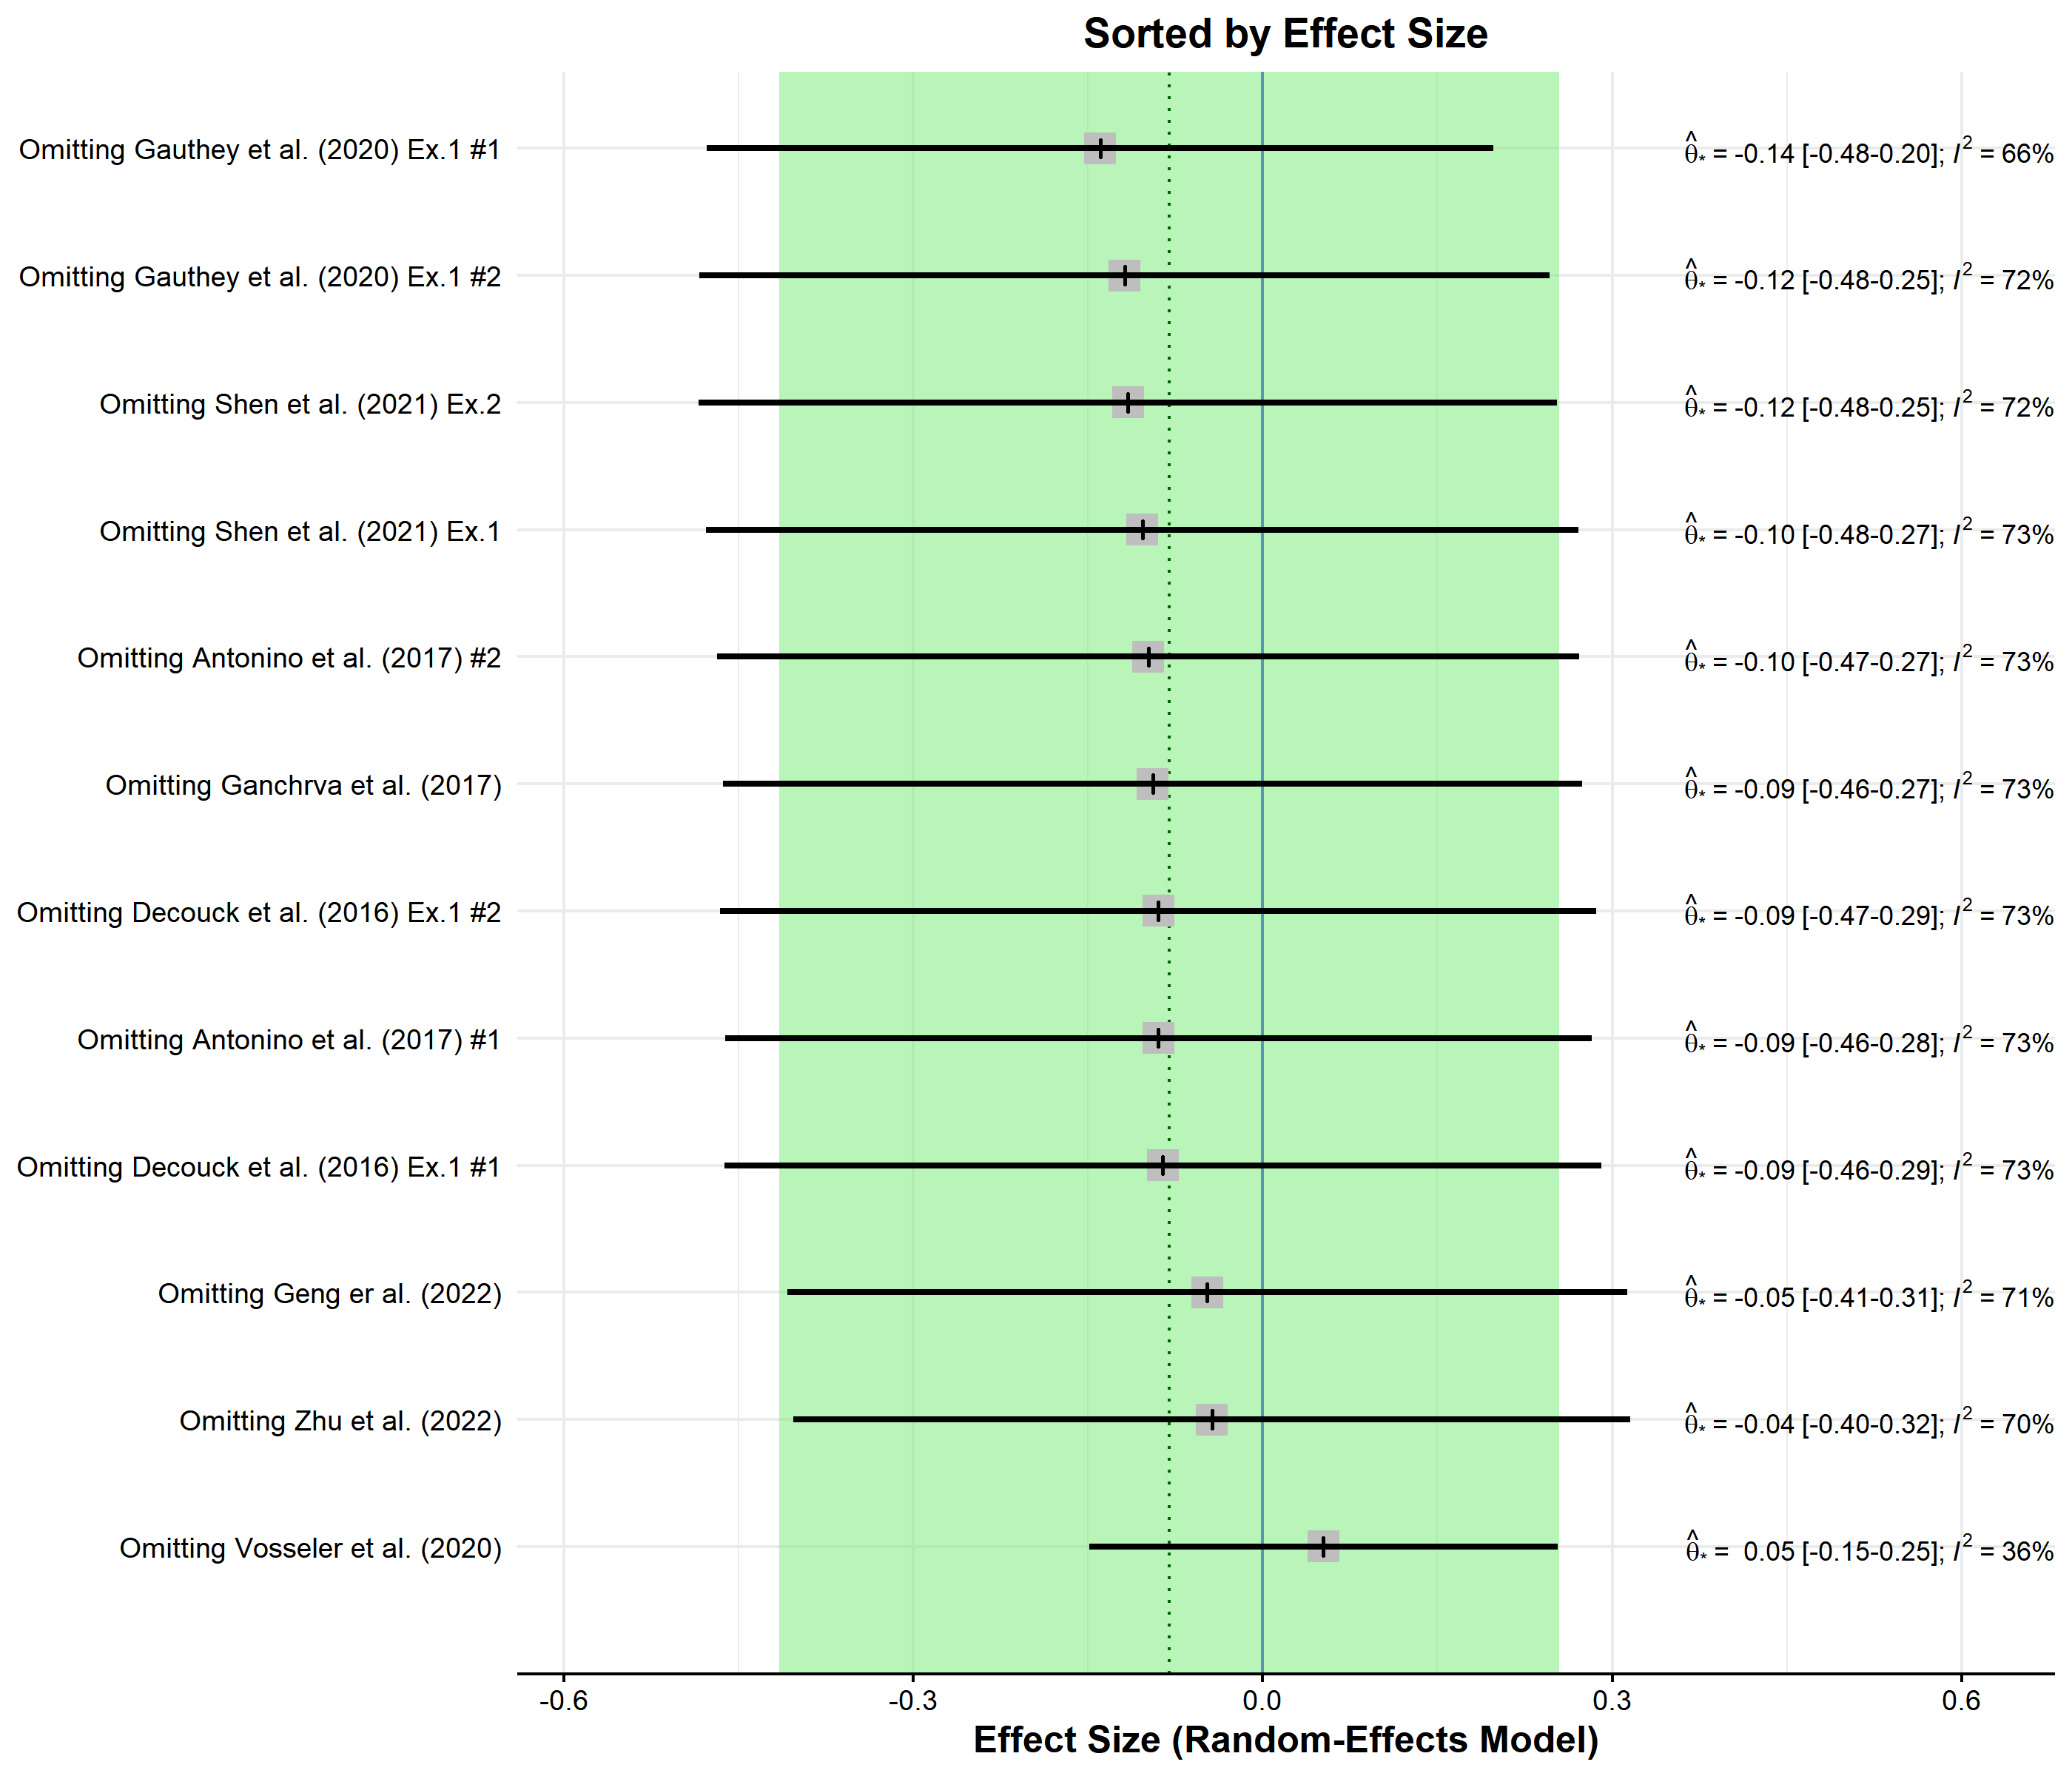 Sorted by Effect Size
Omitting Gauthey et al. (2020) Ex.1 #1 θ̂* = -0.14 [-0.48-0.20]; I² = 66%
Omitting Gauthey et al. (2020) Ex.1 #2 θ̂* = -0.12 [-0.48-0.25]; I² = 72%
Omitting Shen et al. (2021) Ex.2 θ̂* = -0.12 [-0.48-0.25]; I² = 72%
Omitting Shen et al. (2021) Ex.1 θ̂* = -0.10 [-0.48-0.27]; I² = 73%
Omitting Antonino et al. (2017) #2 θ̂* = -0.10 [-0.47-0.27]; I² = 73%
Omitting Ganchrva et al. (2017) θ̂* = -0.09 [-0.46-0.27]; I² = 73%
Omitting Decouck et al. (2016) Ex.1 #2 θ̂* = -0.09 [-0.47-0.29]; I² = 73%
Omitting Antonino et al. (2017) #1 θ̂* = -0.09 [-0.46-0.28]; I² = 73%
Omitting Decouck et al. (2016) Ex.1 #1 θ̂* = -0.09 [-0.46-0.29]; I² = 73%
Omitting Geng er al. (2022) θ̂* = -0.05 [-0.41-0.31]; I² = 71%
Omitting Zhu et al. (2022) θ̂* = -0.04 [-0.40-0.32]; I² = 70%
Omitting Vosseler et al. (2020) θ̂* = 0.05 [-0.15-0.25]; I² = 36%
-0.6 -0.3 0.0 0.3 0.6
Effect Size (Random-Effects Model)